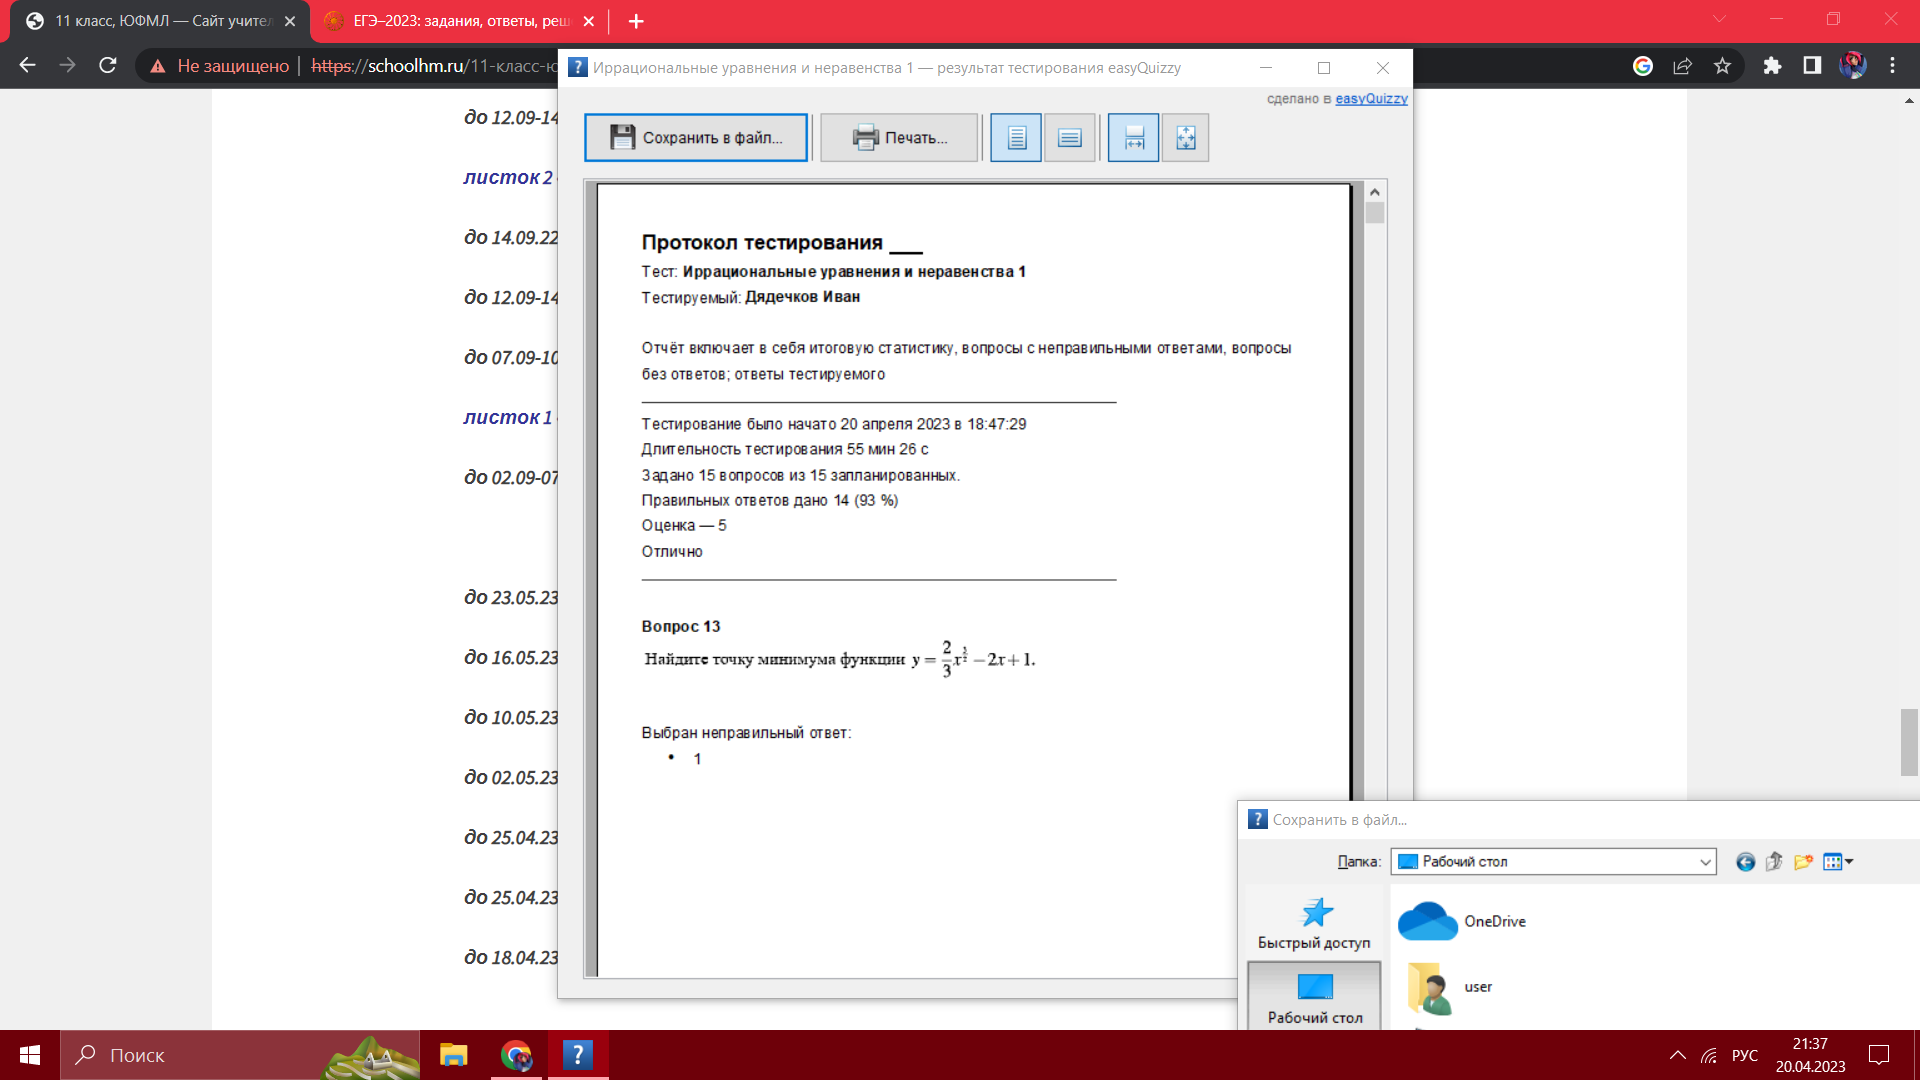 11 класс, ЮФМЛ — Сайт учител
ЕГЭ–2023: задания, ответы, реш
Не защищено
https://schoolhm.ru/11-класс-ю
до 12.09-14
листок 2
до 14.09.22
до 12.09-14
до 07.09-10
листок 1
до 02.09-07
до 23.05.23
до 16.05.23
до 10.05.23
до 02.05.23
до 25.04.23
до 25.04.23
до 18.04.23
Иррациональные уравнения и неравенства 1 — результат тестирования easyQuizzy
сделано в easyQuizzy
Сохранить в файл...
Печать...
Протокол тестирования ___
Тест: Иррациональные уравнения и неравенства 1
Тестируемый: Дядечков Иван
Отчёт включает в себя итоговую статистику, вопросы с неправильными ответами, вопросы
без ответов; ответы тестируемого
Тестирование было начато 20 апреля 2023 в 18:47:29
Длительность тестирования 55 мин 26 с
Задано 15 вопросов из 15 запланированных.
Правильных ответов дано 14 (93 %)
Оценка — 5
Отлично
Вопрос 13
Найдите точку минимума функции y = 2/3 x^(3/2) − 2x + 1.
Выбран неправильный ответ:
• 1
Сохранить в файл...
Папка: Рабочий стол
Быстрый доступ
Рабочий стол
OneDrive
user
Поиск
РУС
21:37
20.04.2023